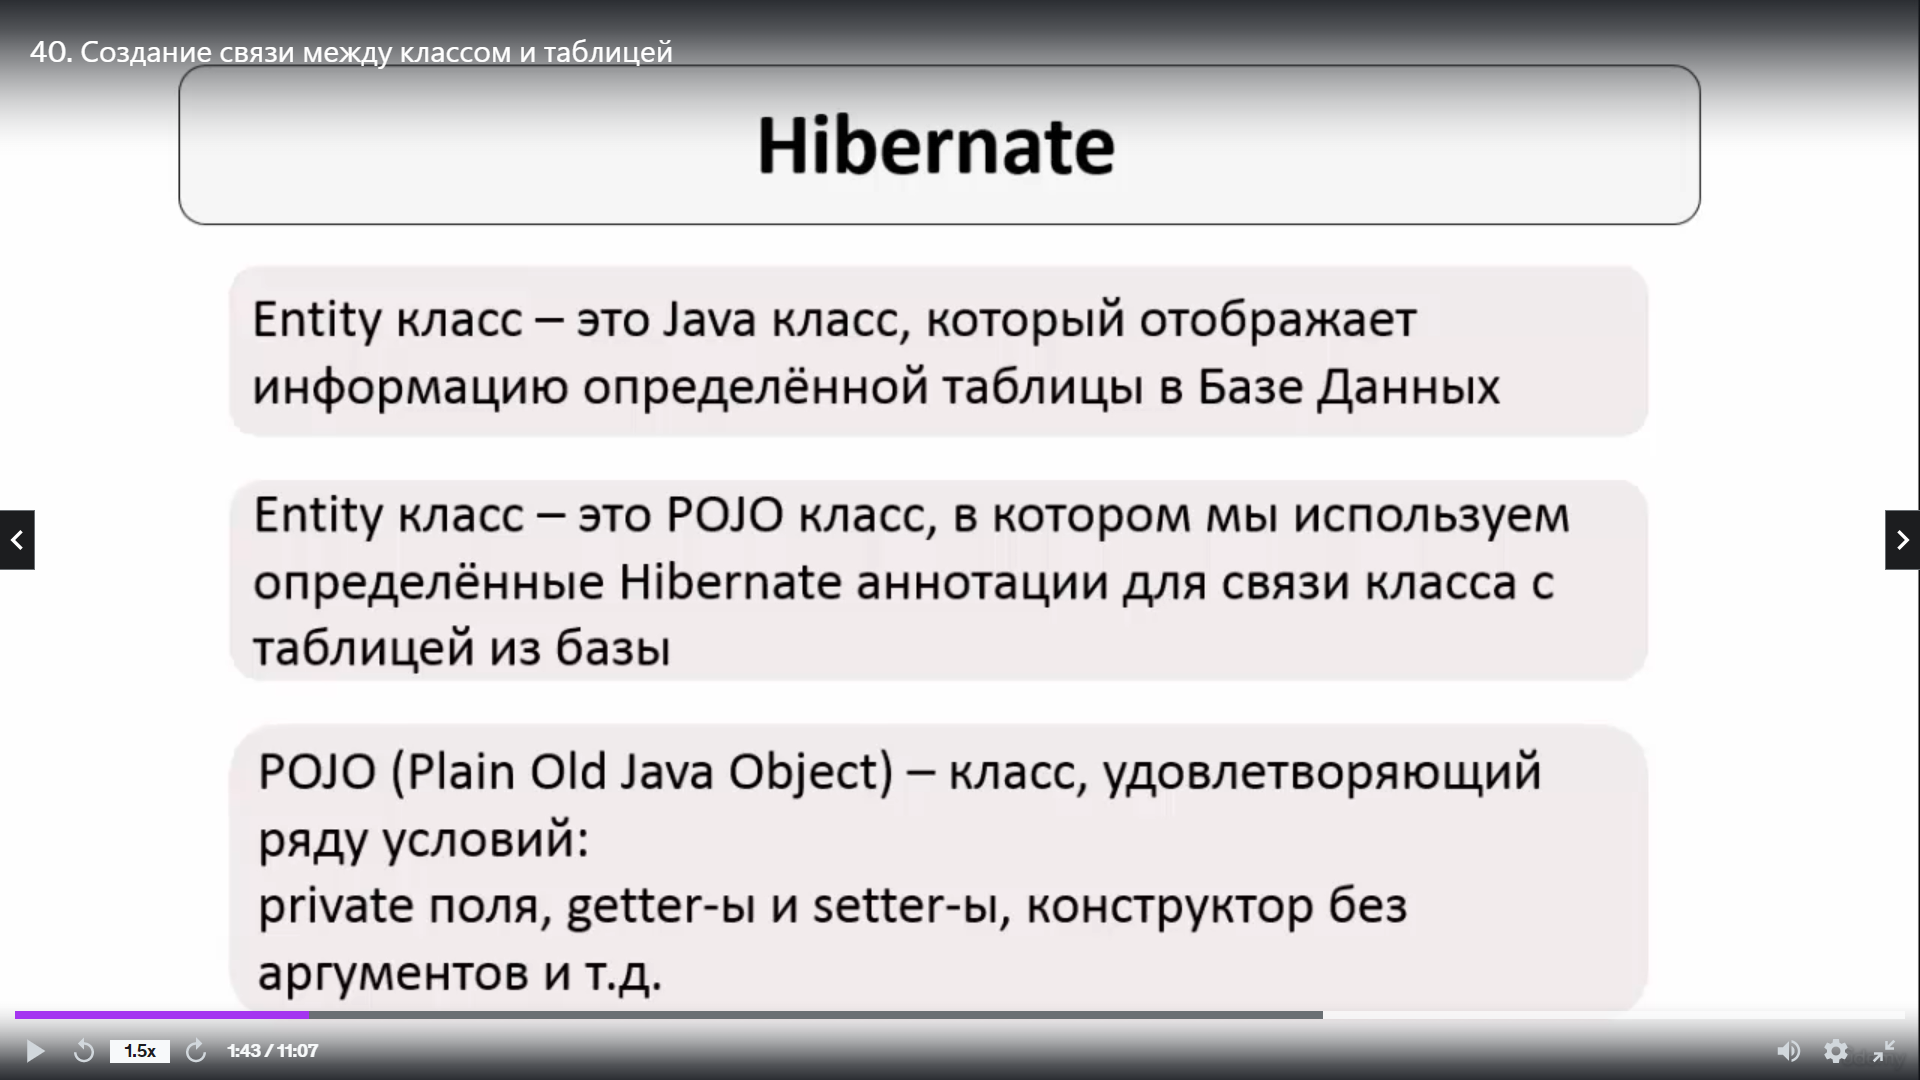 40. Создание связи между классом и таблицей
Hibernate
Entity класс – это Java класс, который отображает
информацию определённой таблицы в Базе Данных
Entity класс – это POJO класс, в котором мы используем
определённые Hibernate аннотации для связи класса с
таблицей из базы
POJO (Plain Old Java Object) – класс, удовлетворяющий
ряду условий:
private поля, getter-ы и setter-ы, конструктор без
аргументов и т.д.
1.5x
1:43 / 11:07